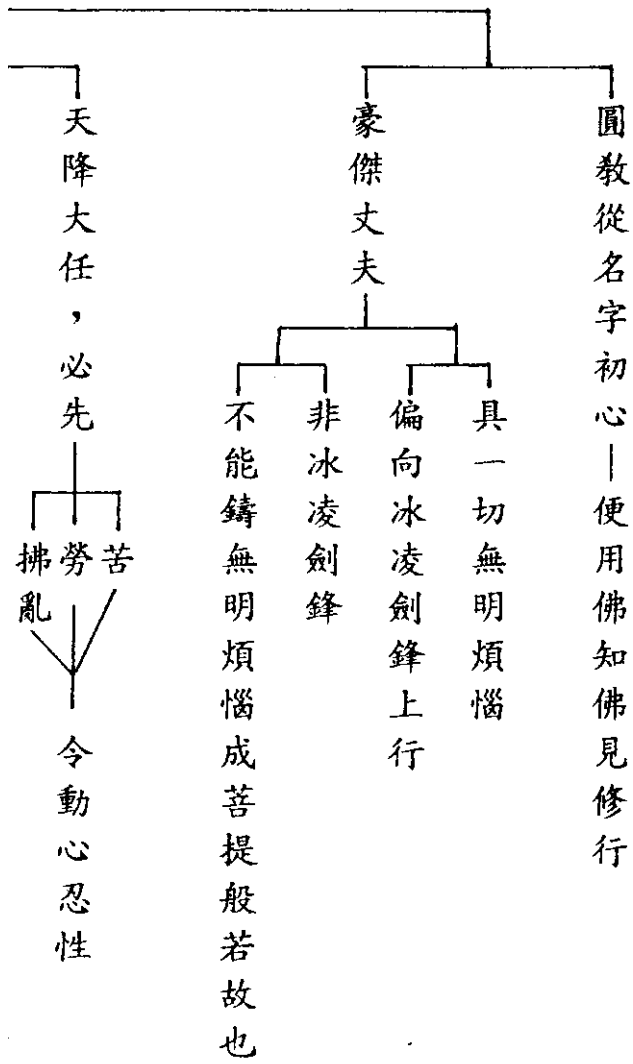 圓教從名字初心—便用佛知佛見修行
豪傑丈夫
具一切無明煩惱
偏向冰凌劍鋒上行
非冰凌劍鋒
不能鑄無明煩惱成菩提般若故也
天降大任，必先
苦
勞
拂亂
令動心忍性